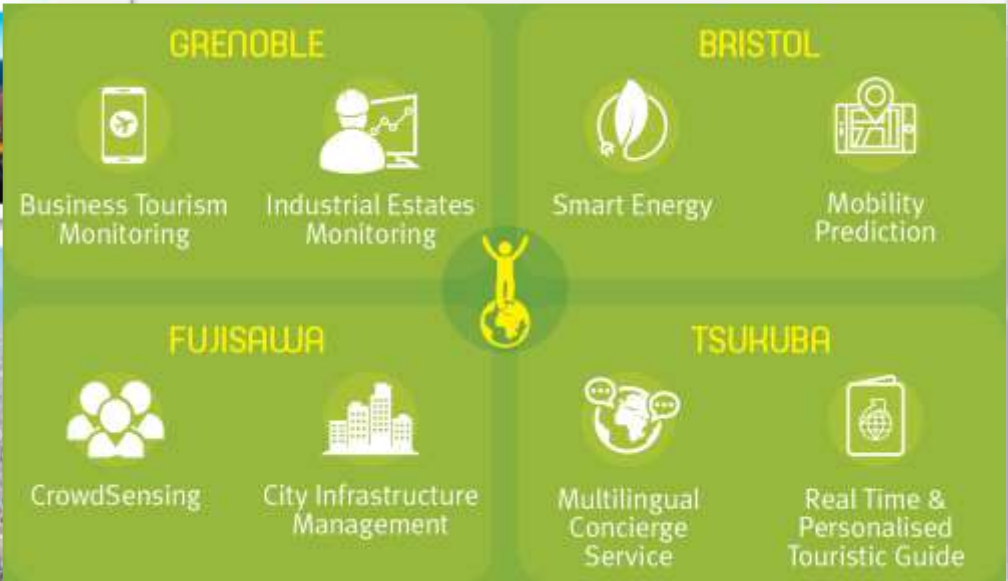 GRENOBLE
Business Tourism
Monitoring
Industrial Estates
Monitoring
BRISTOL
Smart Energy
Mobility
Prediction
FUJISAWA
CrowdSensing
City Infrastructure
Management
TSUKUBA
Multilingual
Concierge
Service
Real Time &
Personalised
Touristic Guide